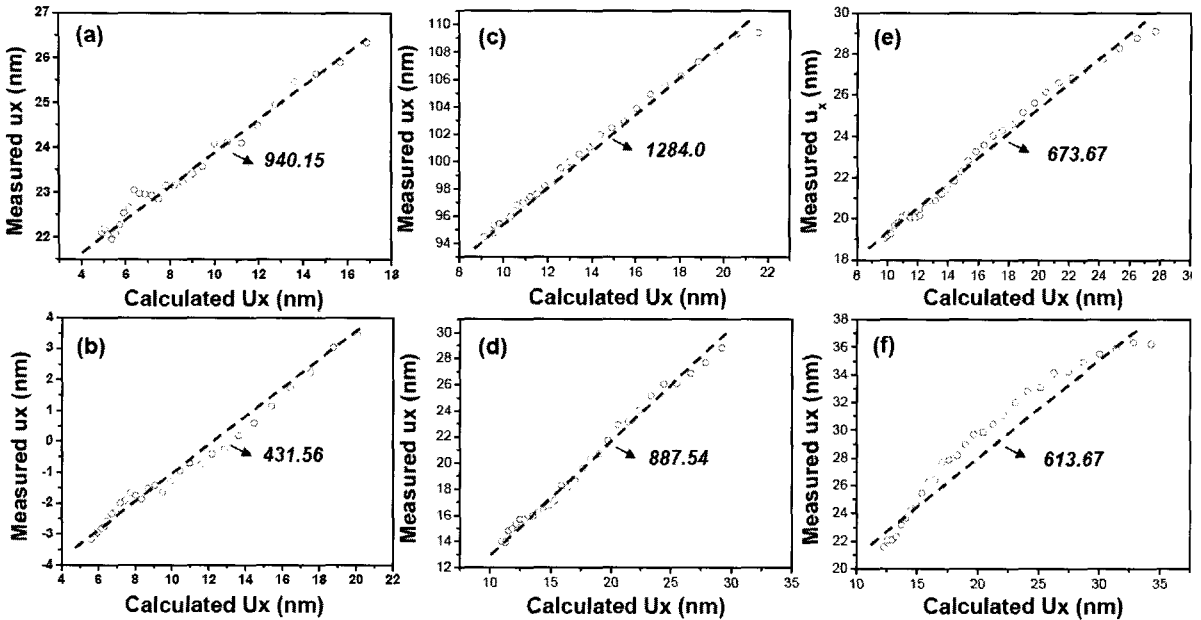 (a)
Measured ux (nm)
27
26
25
24
23
22
940.15
4 6 8 10 12 14 16 18
Calculated Ux (nm)
(c)
Measured ux (nm)
110
108
106
104
102
100
98
96
94
1284.0
8 10 12 14 16 18 20 22
Calculated Ux (nm)
(e)
Measured u_x (nm)
30
28
26
24
22
20
18
673.67
8 10 12 14 16 18 20 22 24 26 28 30
Calculated Ux (nm)
(b)
Measured ux (nm)
4
3
2
1
0
-1
-2
-3
-4
431.56
4 6 8 10 12 14 16 18 20 22
Calculated Ux (nm)
(d)
Measured ux (nm)
30
28
26
24
22
20
18
16
14
12
887.54
10 15 20 25 30 35
Calculated Ux (nm)
(f)
Measured ux (nm)
38
36
34
32
30
28
26
24
22
20
613.67
10 15 20 25 30 35
Calculated Ux (nm)